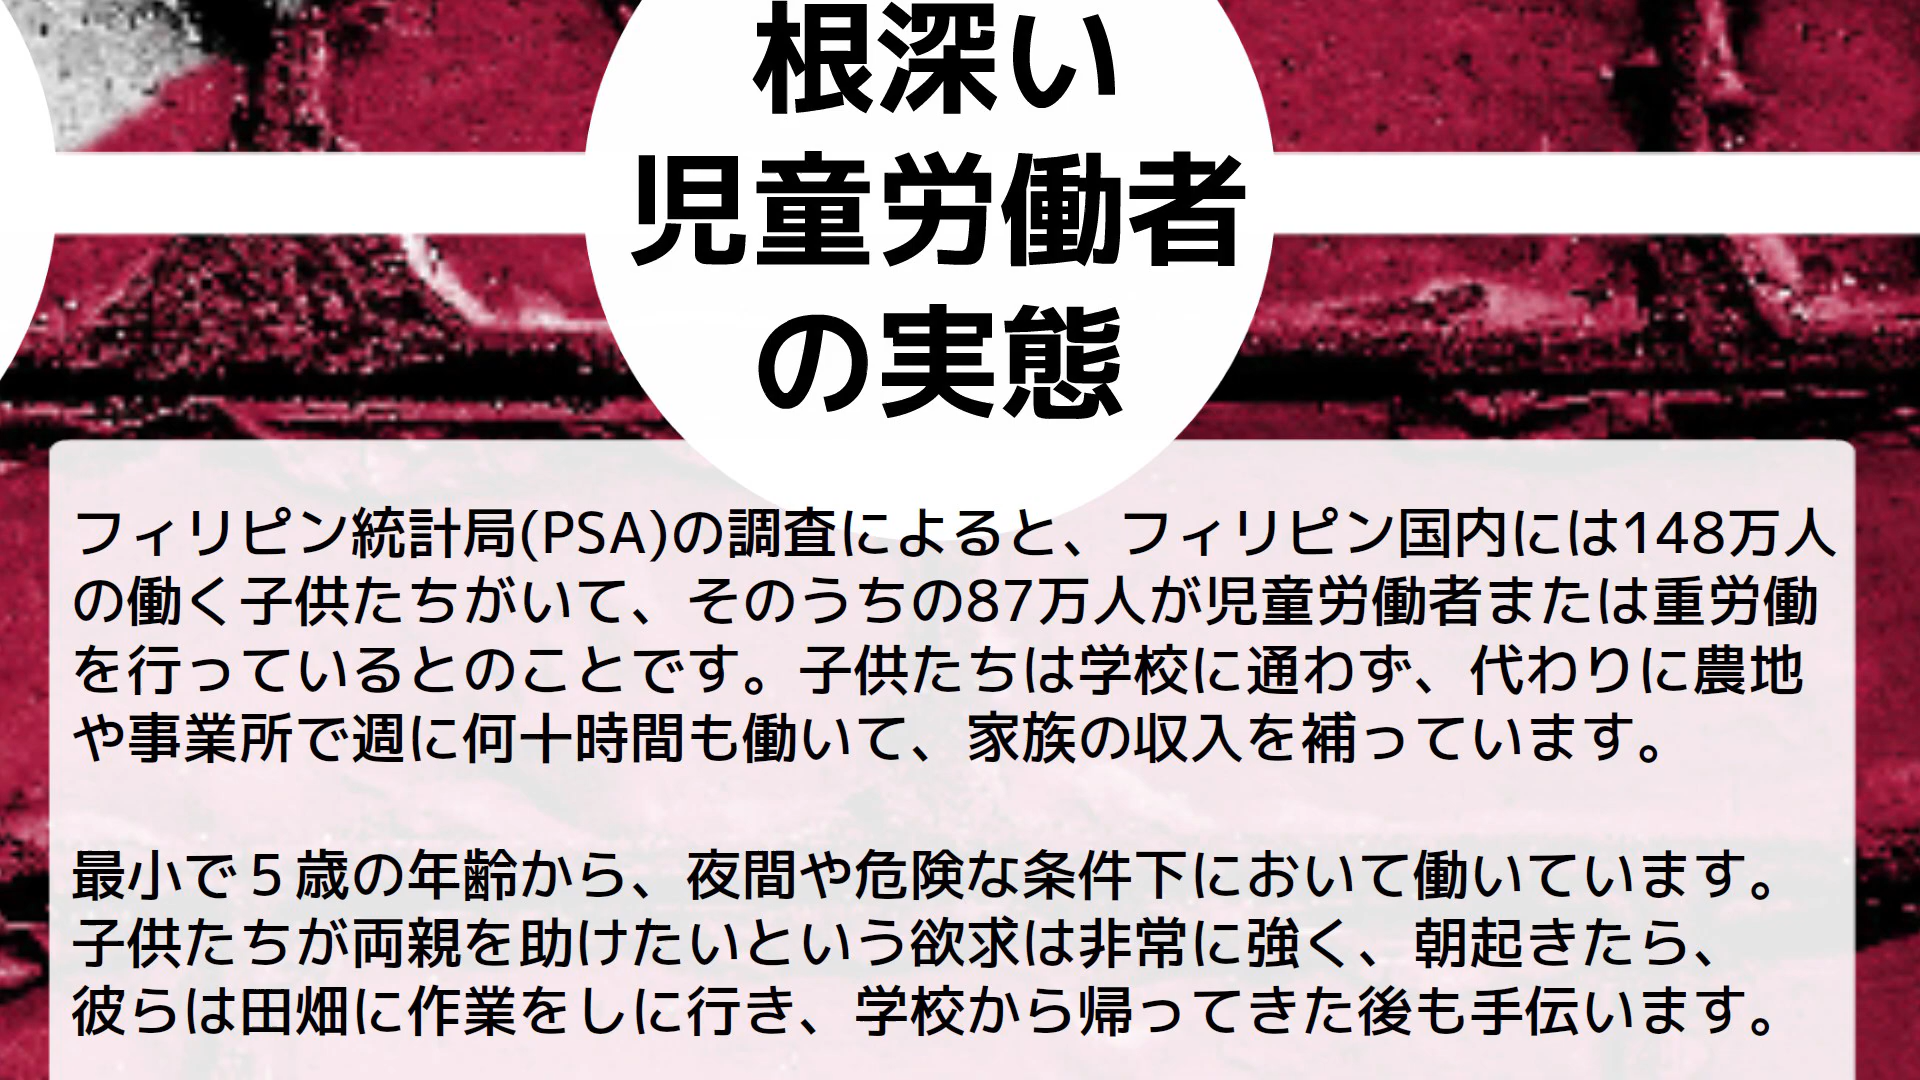 根深い
児童労働者
の実態
フィリピン統計局(PSA)の調査によると、フィリピン国内には148万人
の働く子供たちがいて、そのうちの87万人が児童労働者または重労働
を行っているとのことです。子供たちは学校に通わず、代わりに農地
や事業所で週に何十時間も働いて、家族の収入を補っています。
最小で５歳の年齢から、夜間や危険な条件下において働いています。
子供たちが両親を助けたいという欲求は非常に強く、朝起きたら、
彼らは田畑に作業をしに行き、学校から帰ってきた後も手伝います。